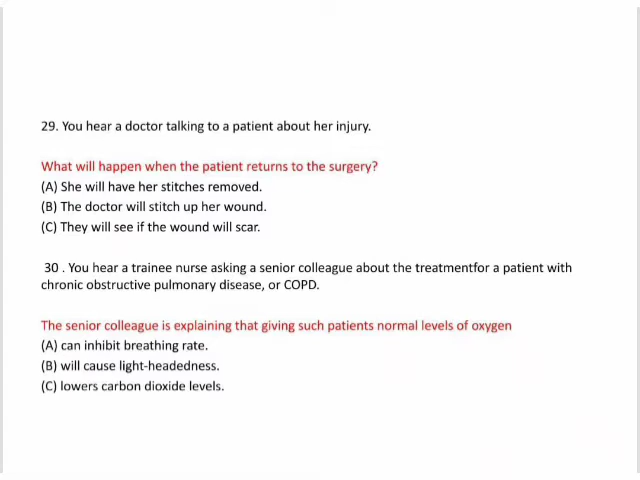 29. You hear a doctor talking to a patient about her injury.
What will happen when the patient returns to the surgery?
(A) She will have her stitches removed.
(B) The doctor will stitch up her wound.
(C) They will see if the wound will scar.
30 . You hear a trainee nurse asking a senior colleague about the treatmentfor a patient with
chronic obstructive pulmonary disease, or COPD.
The senior colleague is explaining that giving such patients normal levels of oxygen
(A) can inhibit breathing rate.
(B) will cause light-headedness.
(C) lowers carbon dioxide levels.